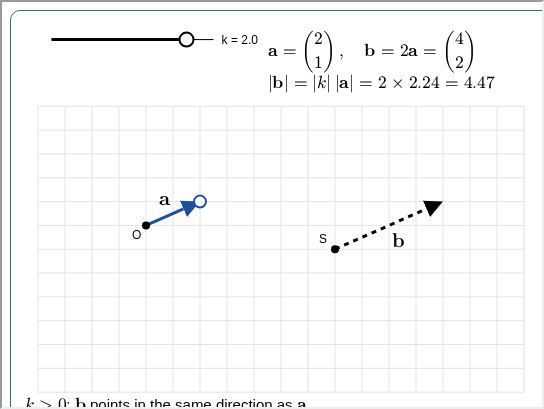 k = 2.0
a = (2 1), b = 2a = (4 2)
|b| = |k| |a| = 2 × 2.24 = 4.47
a
O
S
b
k > 0: b points in the same direction as a